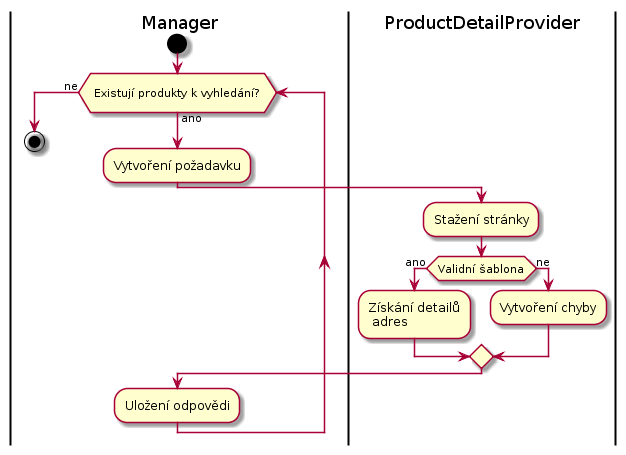 Manager
ProductDetailProvider
ne
Existují produkty k vyhledání?
ano
Vytvoření požadavku
Stažení stránky
ano
Validní šablona
ne
Získání detailů
adres
Vytvoření chyby
Uložení odpovědi